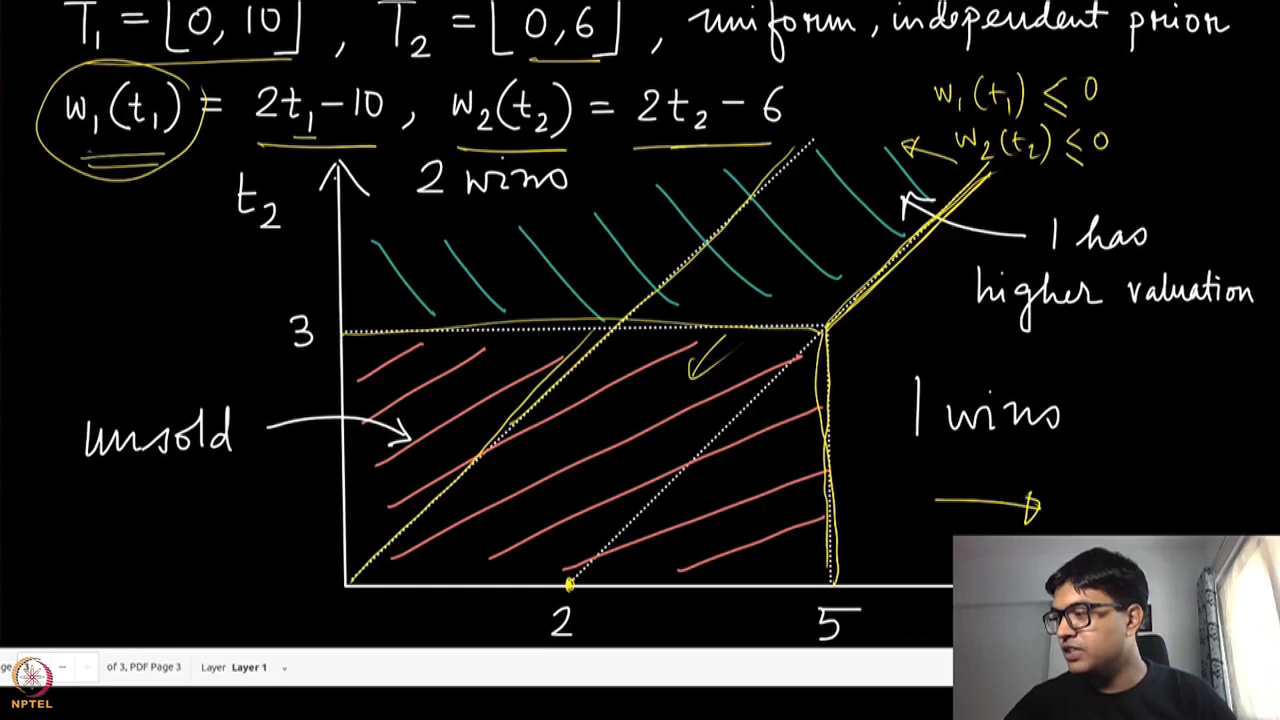 T₁ = [0, 10] , T₂ = [0, 6] , uniform, independent prior
w₁(t₁) = 2t₁-10, w₂(t₂) = 2t₂ - 6
w₁(t₁) ≤ 0
w₂(t₂) ≤ 0
t₂
2 wins
1 has
higher valuation
3
unsold
1 wins
2
5
of 3, PDF Page 3
Layer Layer 1
NPTEL